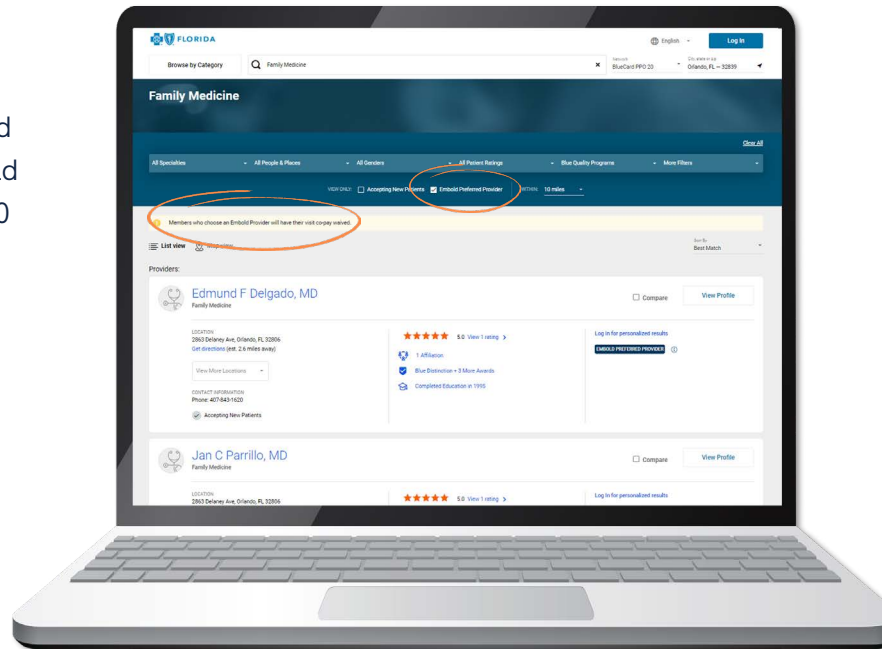 d
d
0
FLORIDA
English
Log In
Browse by Category
Family Medicine
Network
BlueCard PPO 20
City, state or zip
Orlando, FL – 32839
Family Medicine
Clear All
All Specialties
All People & Places
All Genders
All Patient Ratings
Blue Quality Programs
More Filters
VIEW ONLY:
Accepting New Patients
Embold Preferred Provider
WITHIN:
10 miles
Members who choose an Embold Provider will have their visit co-pay waived.
List view
Map view
Sort By
Best Match
Providers:
Edmund F Delgado, MD
Family Medicine
Compare
View Profile
LOCATION
2863 Delaney Ave, Orlando, FL 32806
Get directions (est. 2.6 miles away)
View More Locations
CONTACT INFORMATION
Phone: 407-843-1620
Accepting New Patients
5.0 View 1 rating
1 Affiliation
Blue Distinction + 3 More Awards
Completed Education in 1995
Log in for personalized results
EMBOLD PREFERRED PROVIDER
Jan C Parrillo, MD
Family Medicine
Compare
View Profile
LOCATION
2863 Delaney Ave, Orlando, FL 32806
5.0 View 1 rating
Log in for personalized results